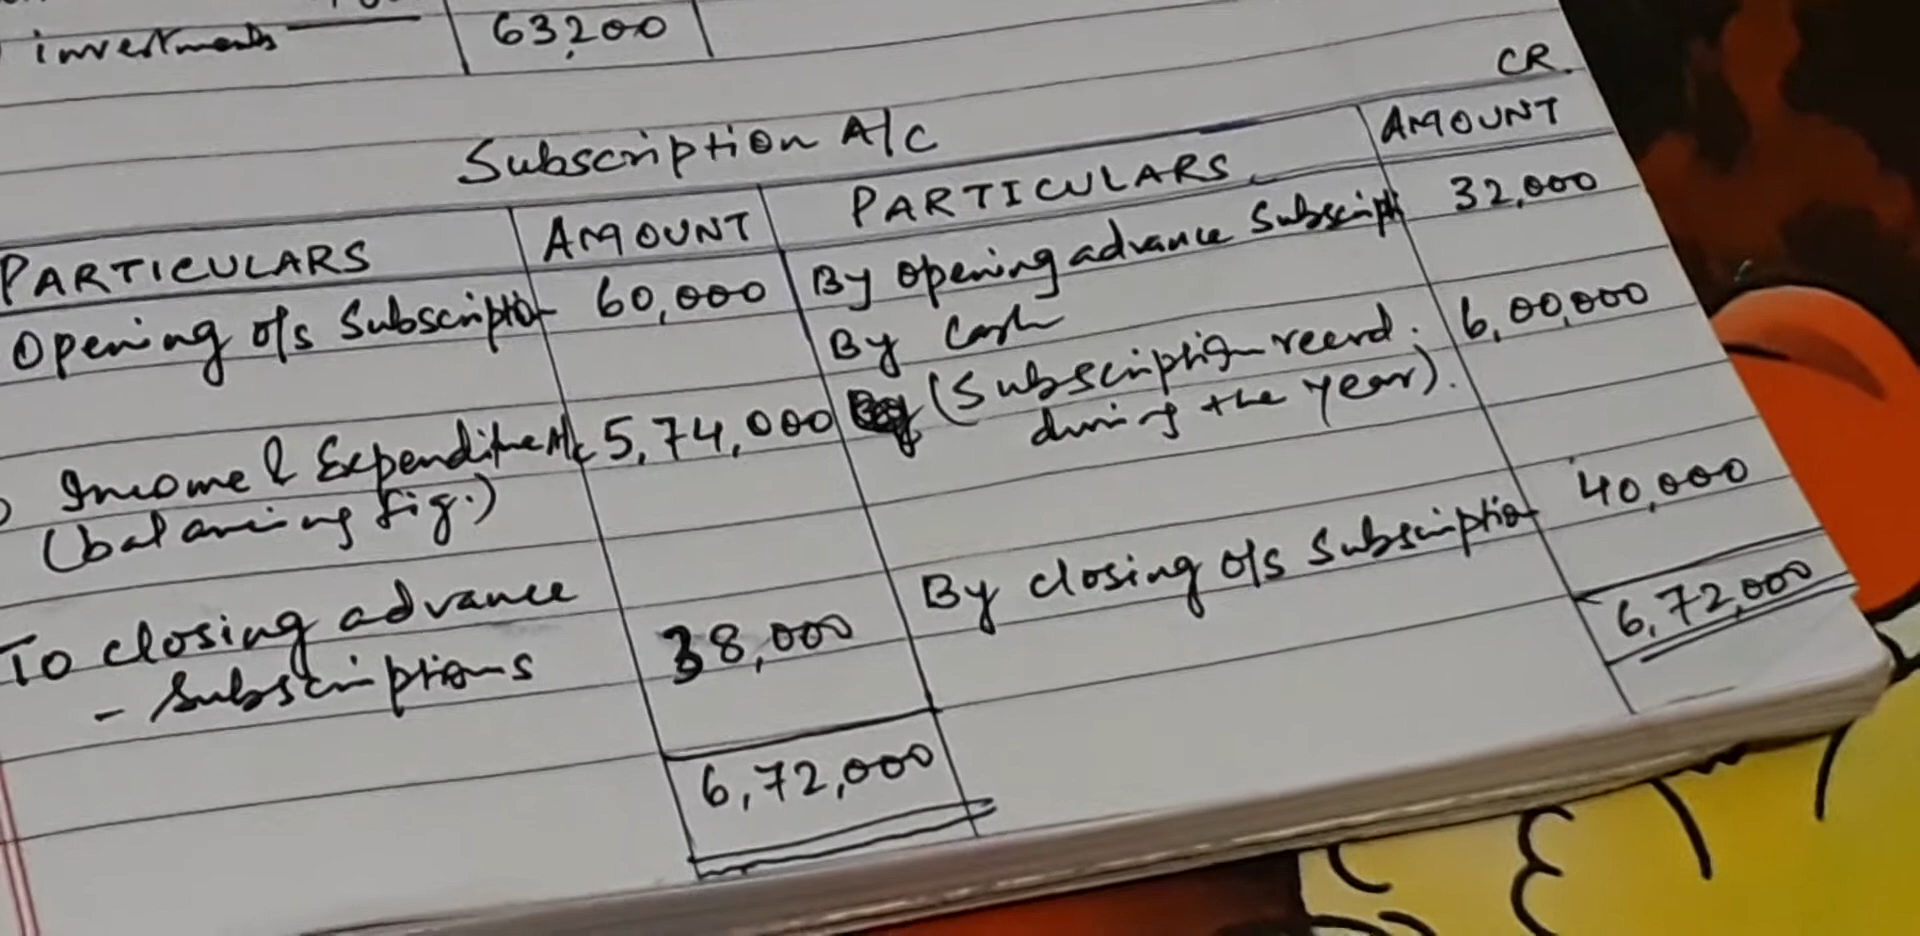 investments 63,200
CR.
Subscription A/c
PARTICULARS AMOUNT PARTICULARS AMOUNT
Opening o/s Subscription 60,000 By opening advance Subscript 32,000
By Cash
(Subscription recevd. 6,00,000
during the year).
Income & Expenditure A/c 5,74,000
(balancing fig.)
By closing o/s Subscription 40,000
To closing advance
- Subscriptions 38,000
6,72,000 6,72,000